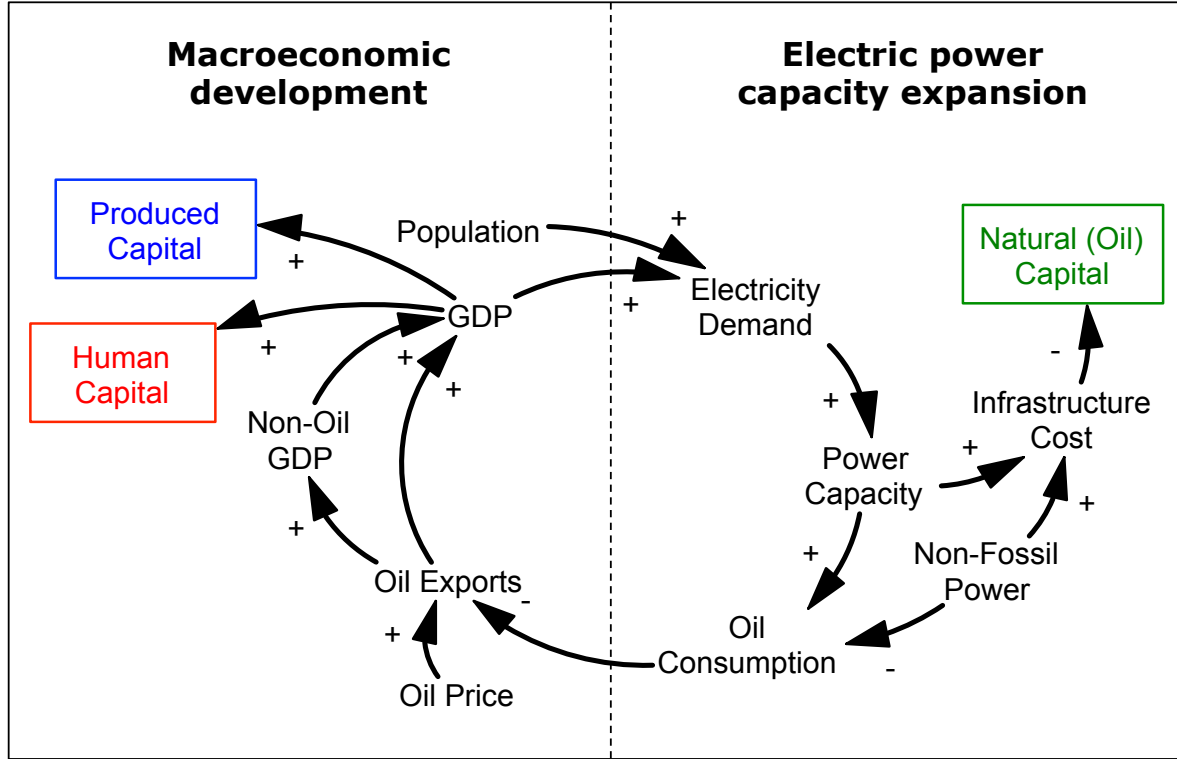 Macroeconomic
development
Electric power
capacity expansion
Produced
Capital
+
Population
+
Natural (Oil)
Capital
GDP
+
Electricity
Demand
Human
Capital
+
+
+
-
Non-Oil
GDP
+
Infrastructure
Cost
Power
Capacity
+
+
+
+
Non-Fossil
Power
Oil Exports
-
+
Oil
Consumption
-
Oil Price